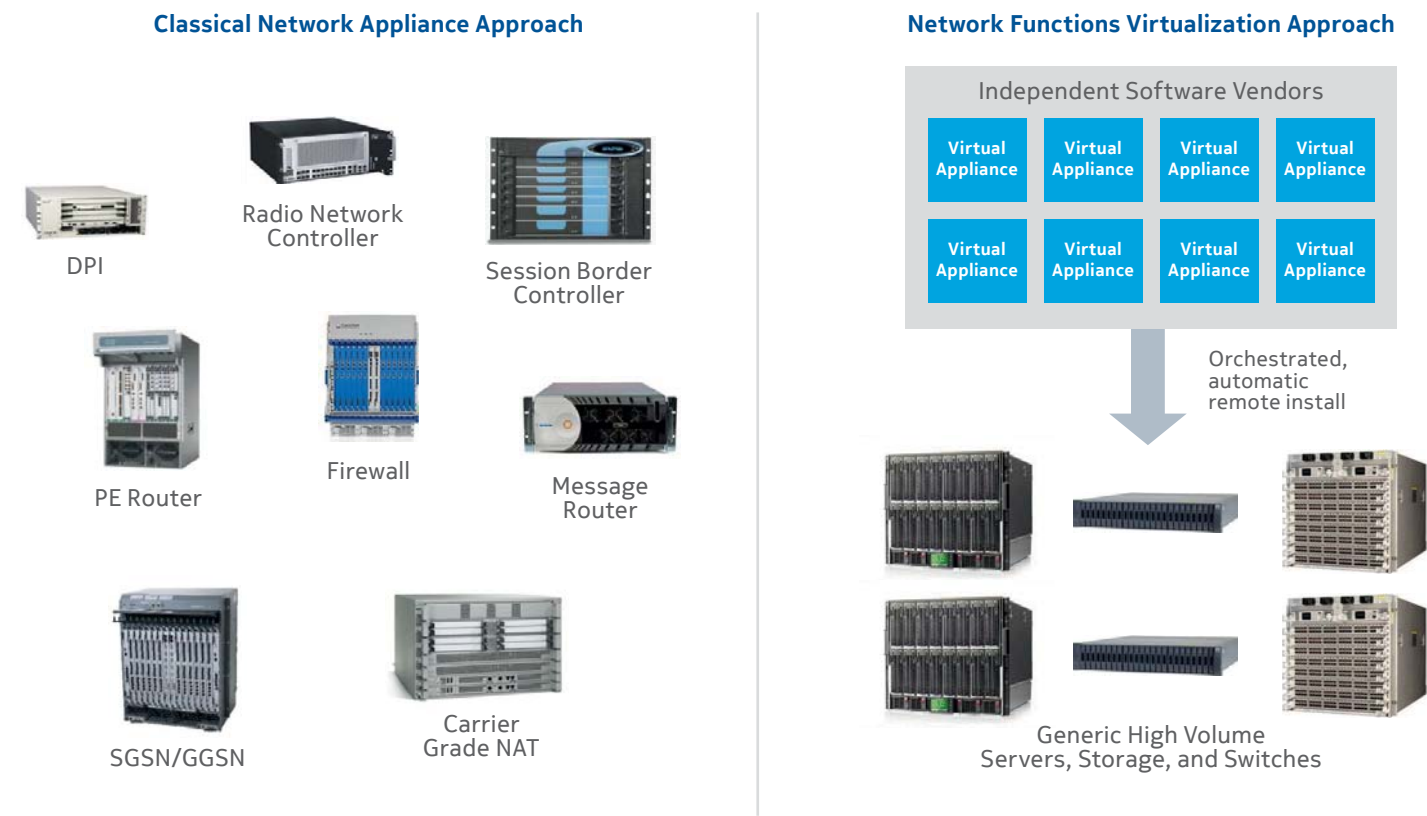 Classical Network Appliance Approach
DPI
Radio Network
Controller
Session Border
Controller
PE Router
Firewall
Message
Router
SGSN/GGSN
Carrier
Grade NAT
Network Functions Virtualization Approach
Independent Software Vendors
Virtual
Appliance
Virtual
Appliance
Virtual
Appliance
Virtual
Appliance
Virtual
Appliance
Virtual
Appliance
Virtual
Appliance
Virtual
Appliance
Orchestrated,
automatic
remote install
Generic High Volume
Servers, Storage, and Switches